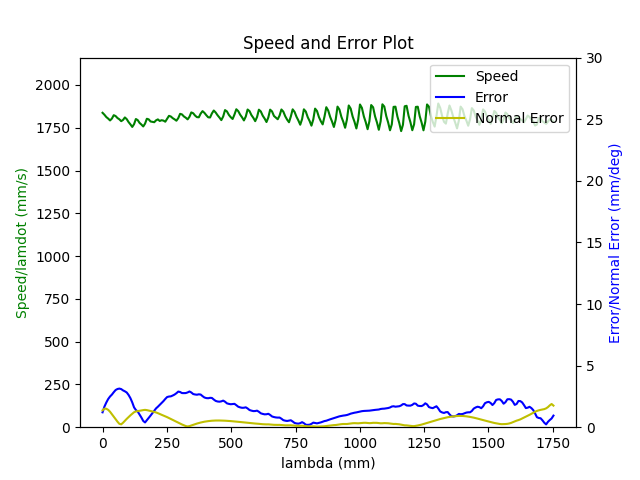 Speed and Error Plot
Speed
Error
Normal Error
Speed/lamdot (mm/s)
2000
1750
1500
1250
1000
750
500
250
0
30
25
20
15
10
5
0
Error/Normal Error (mm/deg)
0 250 500 750 1000 1250 1500 1750
lambda (mm)